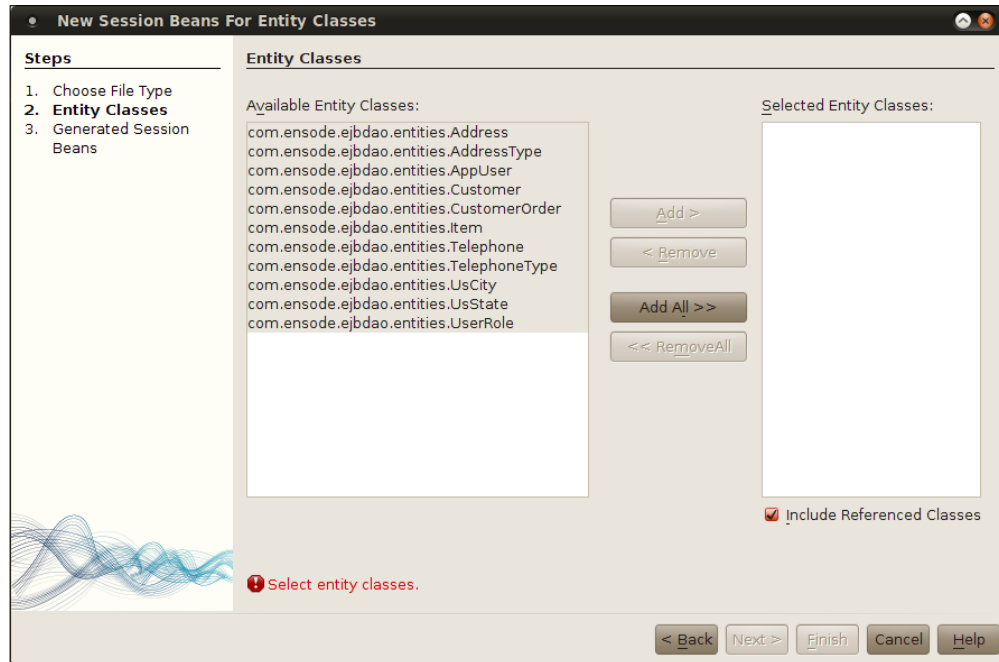 New Session Beans For Entity Classes
Steps
1. Choose File Type
2. Entity Classes
3. Generated Session
Beans
Entity Classes
Available Entity Classes:
com.ensode.ejbdao.entities.Address
com.ensode.ejbdao.entities.AddressType
com.ensode.ejbdao.entities.AppUser
com.ensode.ejbdao.entities.Customer
com.ensode.ejbdao.entities.CustomerOrder
com.ensode.ejbdao.entities.Item
com.ensode.ejbdao.entities.Telephone
com.ensode.ejbdao.entities.TelephoneType
com.ensode.ejbdao.entities.UsCity
com.ensode.ejbdao.entities.UsState
com.ensode.ejbdao.entities.UserRole
Add >
< Remove
Add All >>
<< RemoveAll
Selected Entity Classes:
Include Referenced Classes
Select entity classes.
< Back
Next >
Finish
Cancel
Help